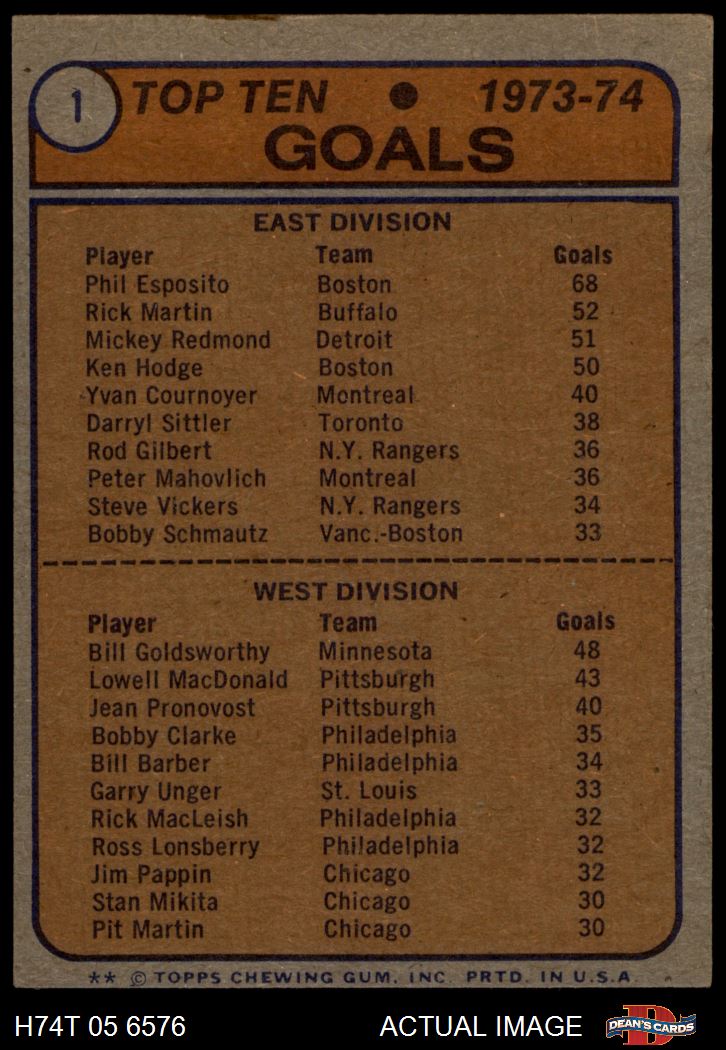 1
TOP TEN ● 1973-74
GOALS
EAST DIVISION
Player Team Goals
Phil Esposito Boston 68
Rick Martin Buffalo 52
Mickey Redmond Detroit 51
Ken Hodge Boston 50
Yvan Cournoyer Montreal 40
Darryl Sittler Toronto 38
Rod Gilbert N.Y. Rangers 36
Peter Mahovlich Montreal 36
Steve Vickers N.Y. Rangers 34
Bobby Schmautz Vanc.-Boston 33
WEST DIVISION
Player Team Goals
Bill Goldsworthy Minnesota 48
Lowell MacDonald Pittsburgh 43
Jean Pronovost Pittsburgh 40
Bobby Clarke Philadelphia 35
Bill Barber Philadelphia 34
Garry Unger St. Louis 33
Rick MacLeish Philadelphia 32
Ross Lonsberry Philadelphia 32
Jim Pappin Chicago 32
Stan Mikita Chicago 30
Pit Martin Chicago 30
** © TOPPS CHEWING GUM, INC. PRTD. IN U.S.A
H74T 05 6576 ACTUAL IMAGE D DEAN'S CARDS